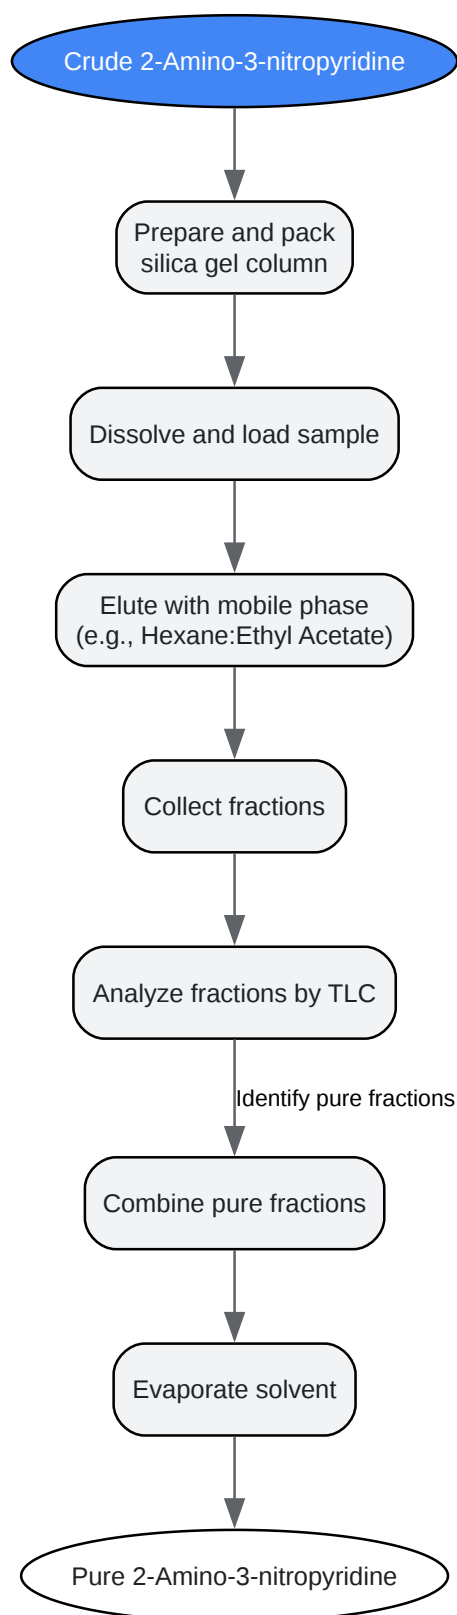 Crude 2-Amino-3-nitropyridine
Prepare and pack
silica gel column
Dissolve and load sample
Elute with mobile phase
(e.g., Hexane:Ethyl Acetate)
Collect fractions
Analyze fractions by TLC
Identify pure fractions
Combine pure fractions
Evaporate solvent
Pure 2-Amino-3-nitropyridine